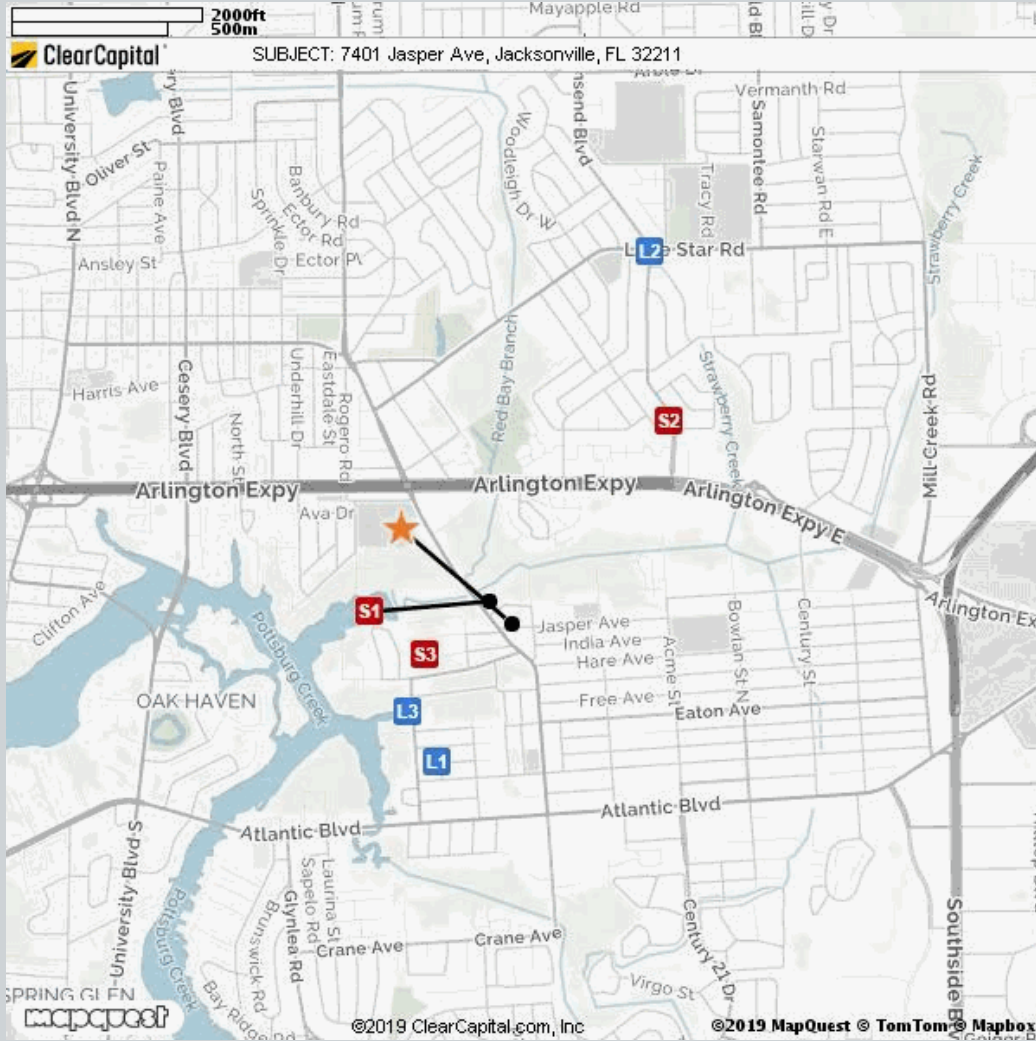 2000ft
500m
Mayapple Rd
ClearCapital
SUBJECT: 7401 Jasper Ave, Jacksonville, FL 32211
Vermanth Rd
University Blvd N
Oliver St
Paine Ave
Banbury Rd
Ector Rd
Sprinkle Dr
Ector Pl
Ansley St
Woodleigh Dr W
Tracy Rd
Samontee Rd
Starwan Rd E
Strawberry Creek
L2
e Star Rd
Harris Ave
Cesery Blvd
North St
Underhill Dr
Eastdale St
Rogero Rd
Red Bay Branch
Strawberry Creek
Mill Creek Rd
S2
Arlington Expy
Arlington Expy
Arlington Expy E
Ava Dr
Clifton Ave
Pottsburg Creek
S1
S3
Jasper Ave
India Ave
Hare Ave
Free Ave
Eaton Ave
Acme St
Bowlan St N
Century St
Arlington Ex
OAK HAVEN
L3
L1
Atlantic Blvd
Atlantic Blvd
University Blvd S
Laurina St
Sapelo Rd
Glynlea Rd
Brunswick Rd
Crane Ave
Crane Ave
Century 21 Dr
Southside Bl
Pottsburg Creek
Virgo St
SPRING GLEN
Bay Ridge Rd
mapquest
©2019 ClearCapital.com, Inc
©2019 MapQuest © TomTom © Mapbox